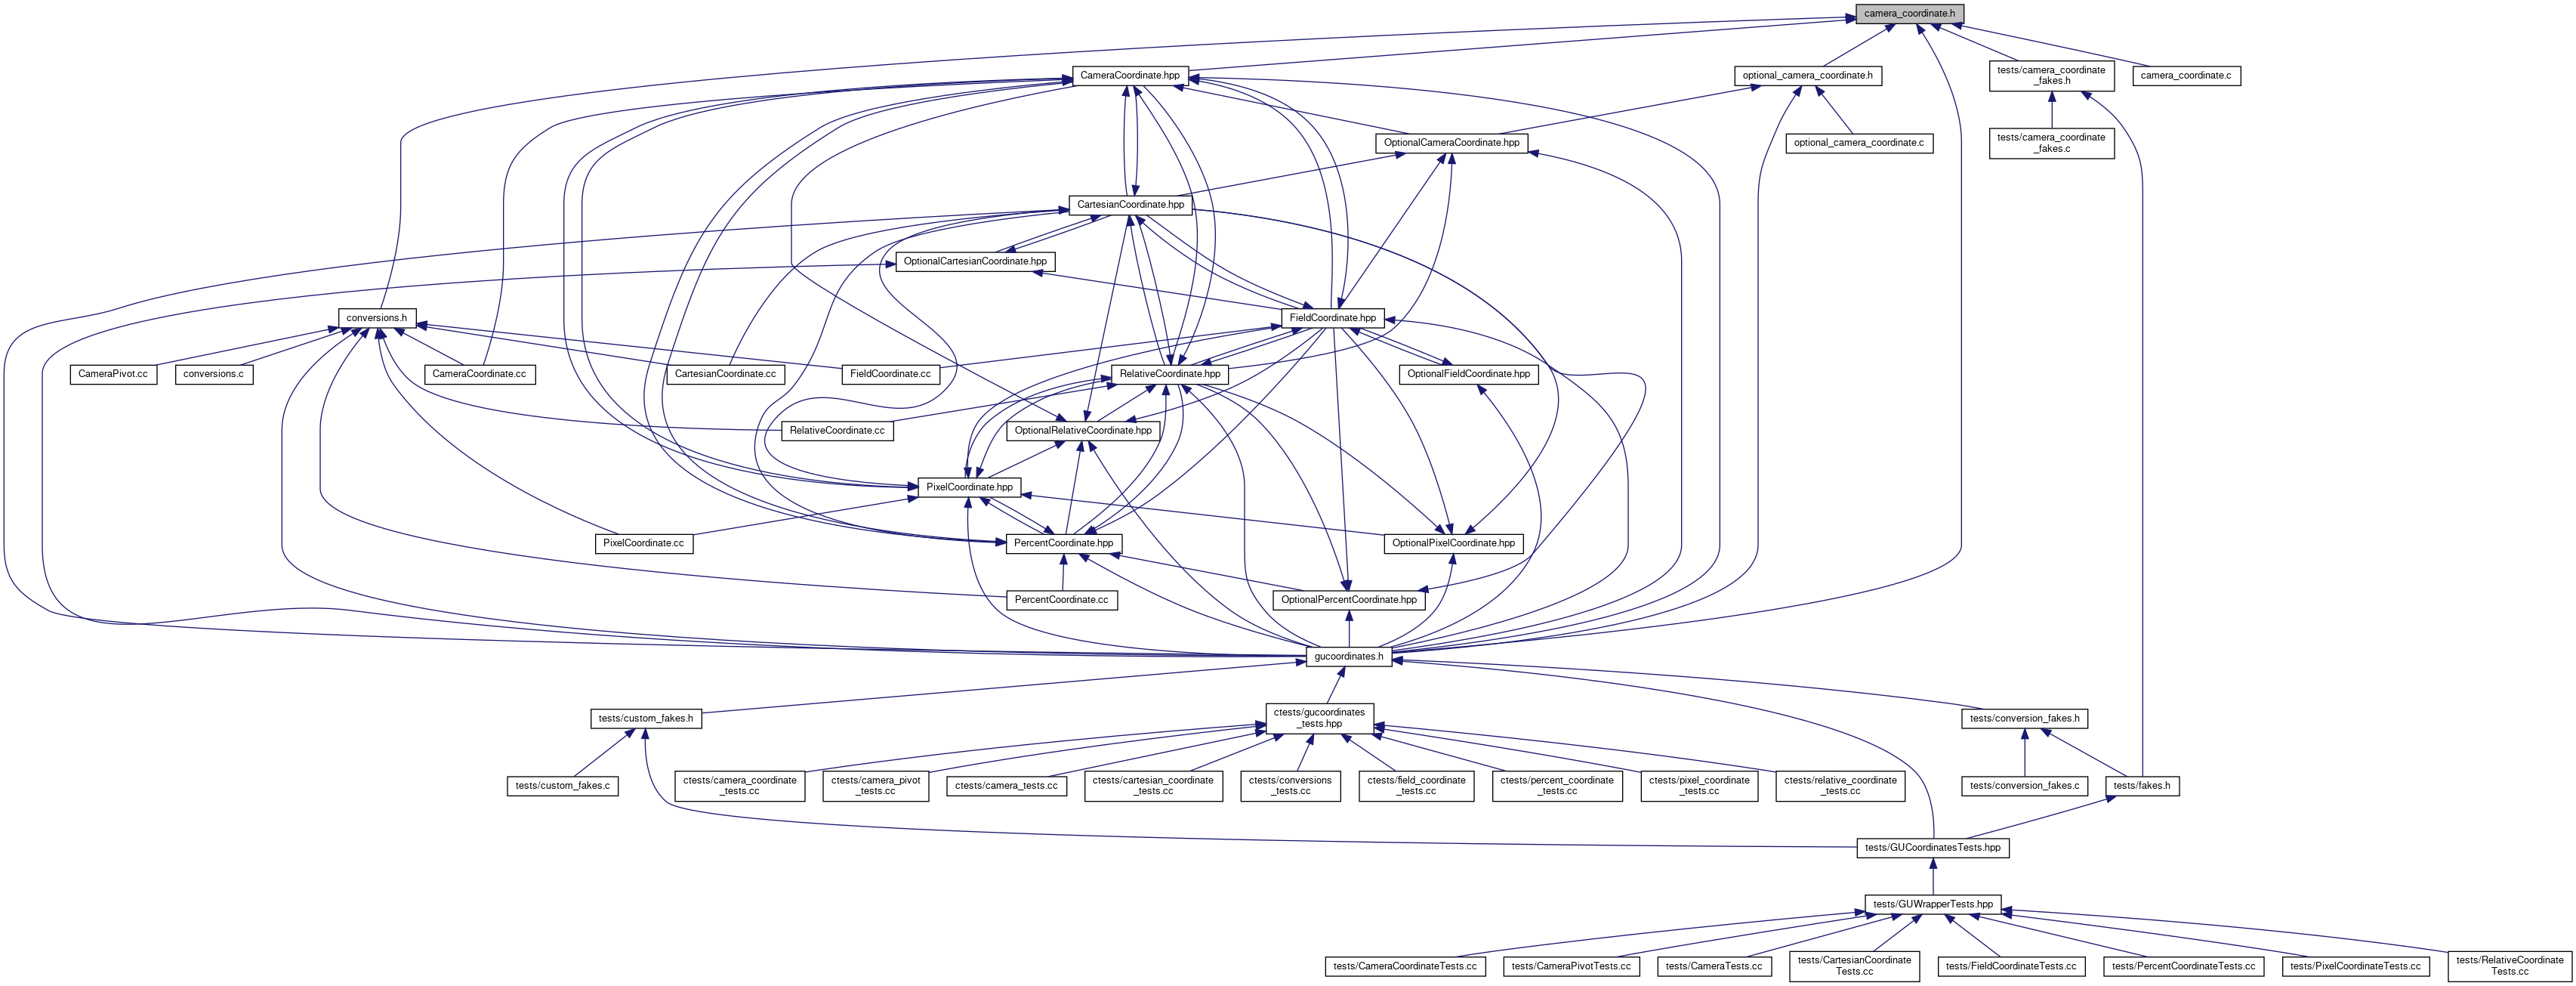 camera_coordinate.h
CameraCoordinate.hpp
optional_camera_coordinate.h
tests/camera_coordinate
_fakes.h
camera_coordinate.c
OptionalCameraCoordinate.hpp
optional_camera_coordinate.c
tests/camera_coordinate
_fakes.c
CartesianCoordinate.hpp
OptionalCartesianCoordinate.hpp
conversions.h
FieldCoordinate.hpp
CameraPivot.cc
conversions.c
CameraCoordinate.cc
CartesianCoordinate.cc
FieldCoordinate.cc
RelativeCoordinate.hpp
OptionalFieldCoordinate.hpp
RelativeCoordinate.cc
OptionalRelativeCoordinate.hpp
PixelCoordinate.hpp
PixelCoordinate.cc
PercentCoordinate.hpp
OptionalPixelCoordinate.hpp
PercentCoordinate.cc
OptionalPercentCoordinate.hpp
gucoordinates.h
tests/custom_fakes.h
ctests/gucoordinates
_tests.hpp
tests/conversion_fakes.h
tests/custom_fakes.c
ctests/camera_coordinate
_tests.cc
ctests/camera_pivot
_tests.cc
ctests/camera_tests.cc
ctests/cartesian_coordinate
_tests.cc
ctests/conversions
_tests.cc
ctests/field_coordinate
_tests.cc
ctests/percent_coordinate
_tests.cc
ctests/pixel_coordinate
_tests.cc
ctests/relative_coordinate
_tests.cc
tests/conversion_fakes.c
tests/fakes.h
tests/GUCoordinatesTests.hpp
tests/GUWrapperTests.hpp
tests/CameraCoordinateTests.cc
tests/CameraPivotTests.cc
tests/CameraTests.cc
tests/CartesianCoordinate
Tests.cc
tests/FieldCoordinateTests.cc
tests/PercentCoordinateTests.cc
tests/PixelCoordinateTests.cc
tests/RelativeCoordinate
Tests.cc